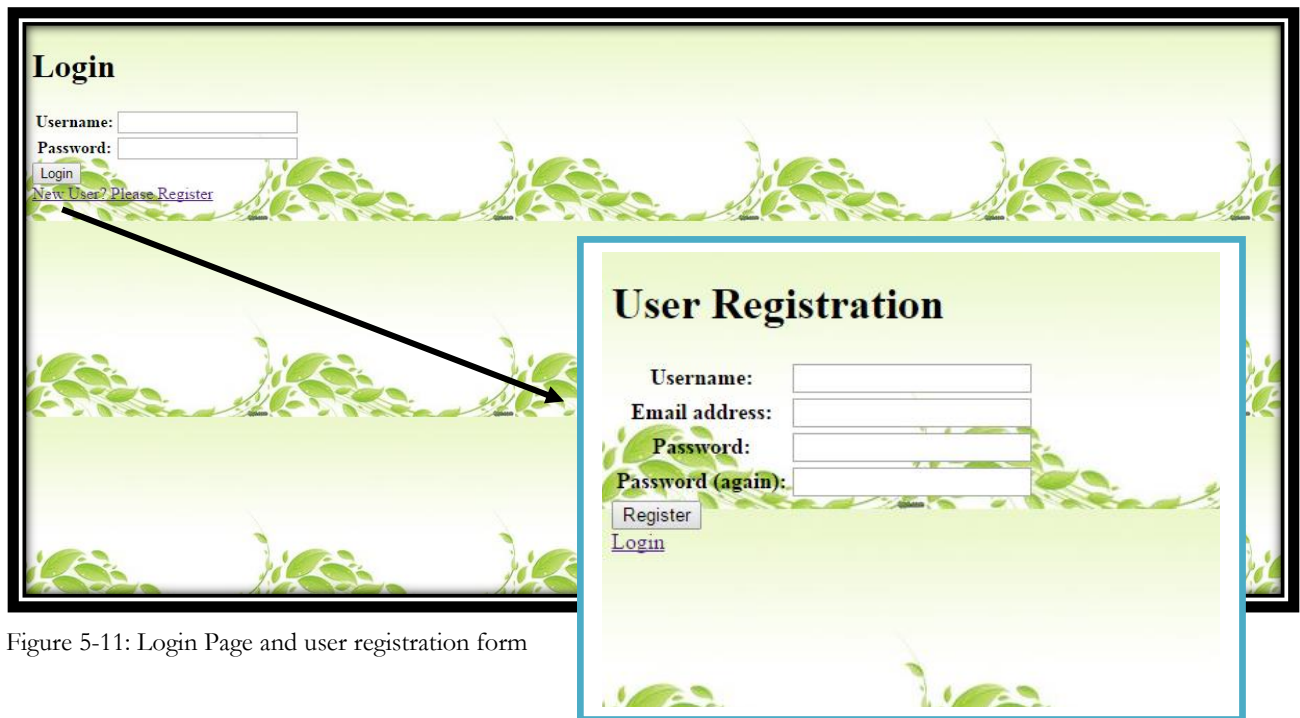 Login
Username:
Password:
Login
New User? Please Register
User Registration
Username:
Email address:
Password:
Password (again):
Register
Login
Figure 5-11: Login Page and user registration form